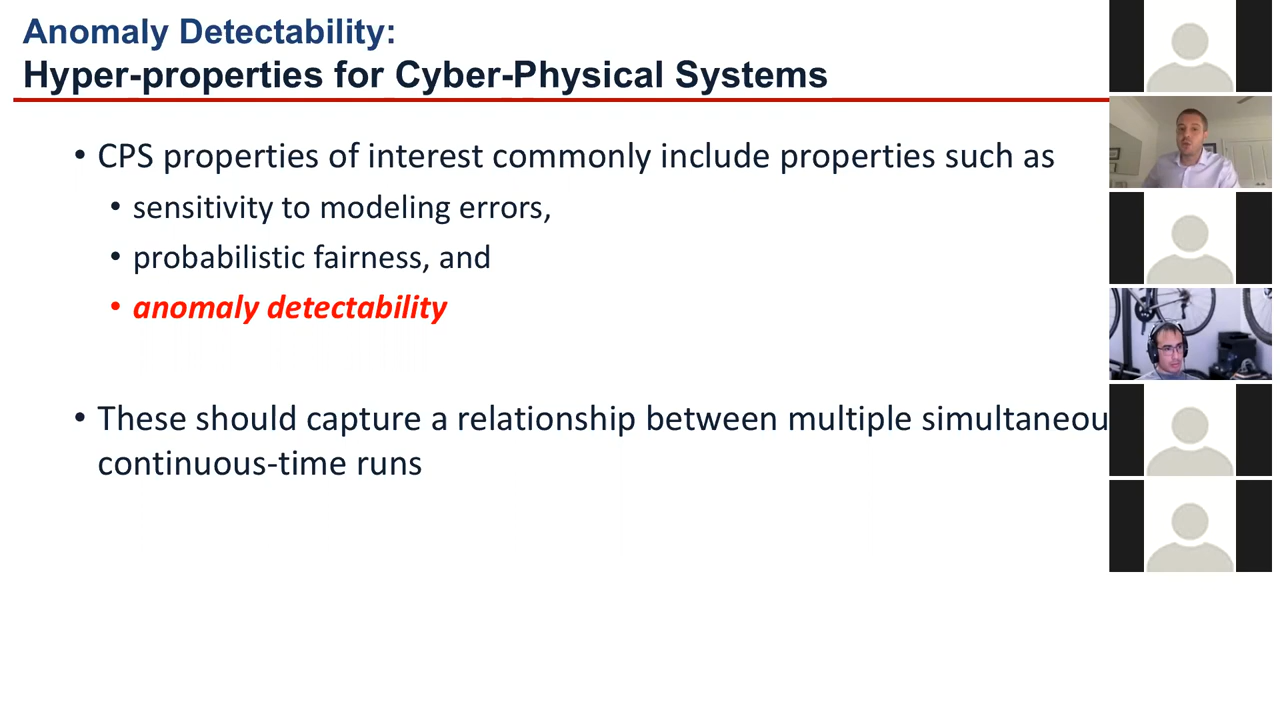 Anomaly Detectability:
Hyper-properties for Cyber-Physical Systems
• CPS properties of interest commonly include properties such as
• sensitivity to modeling errors,
• probabilistic fairness, and
• anomaly detectability
• These should capture a relationship between multiple simultaneou
continuous-time runs